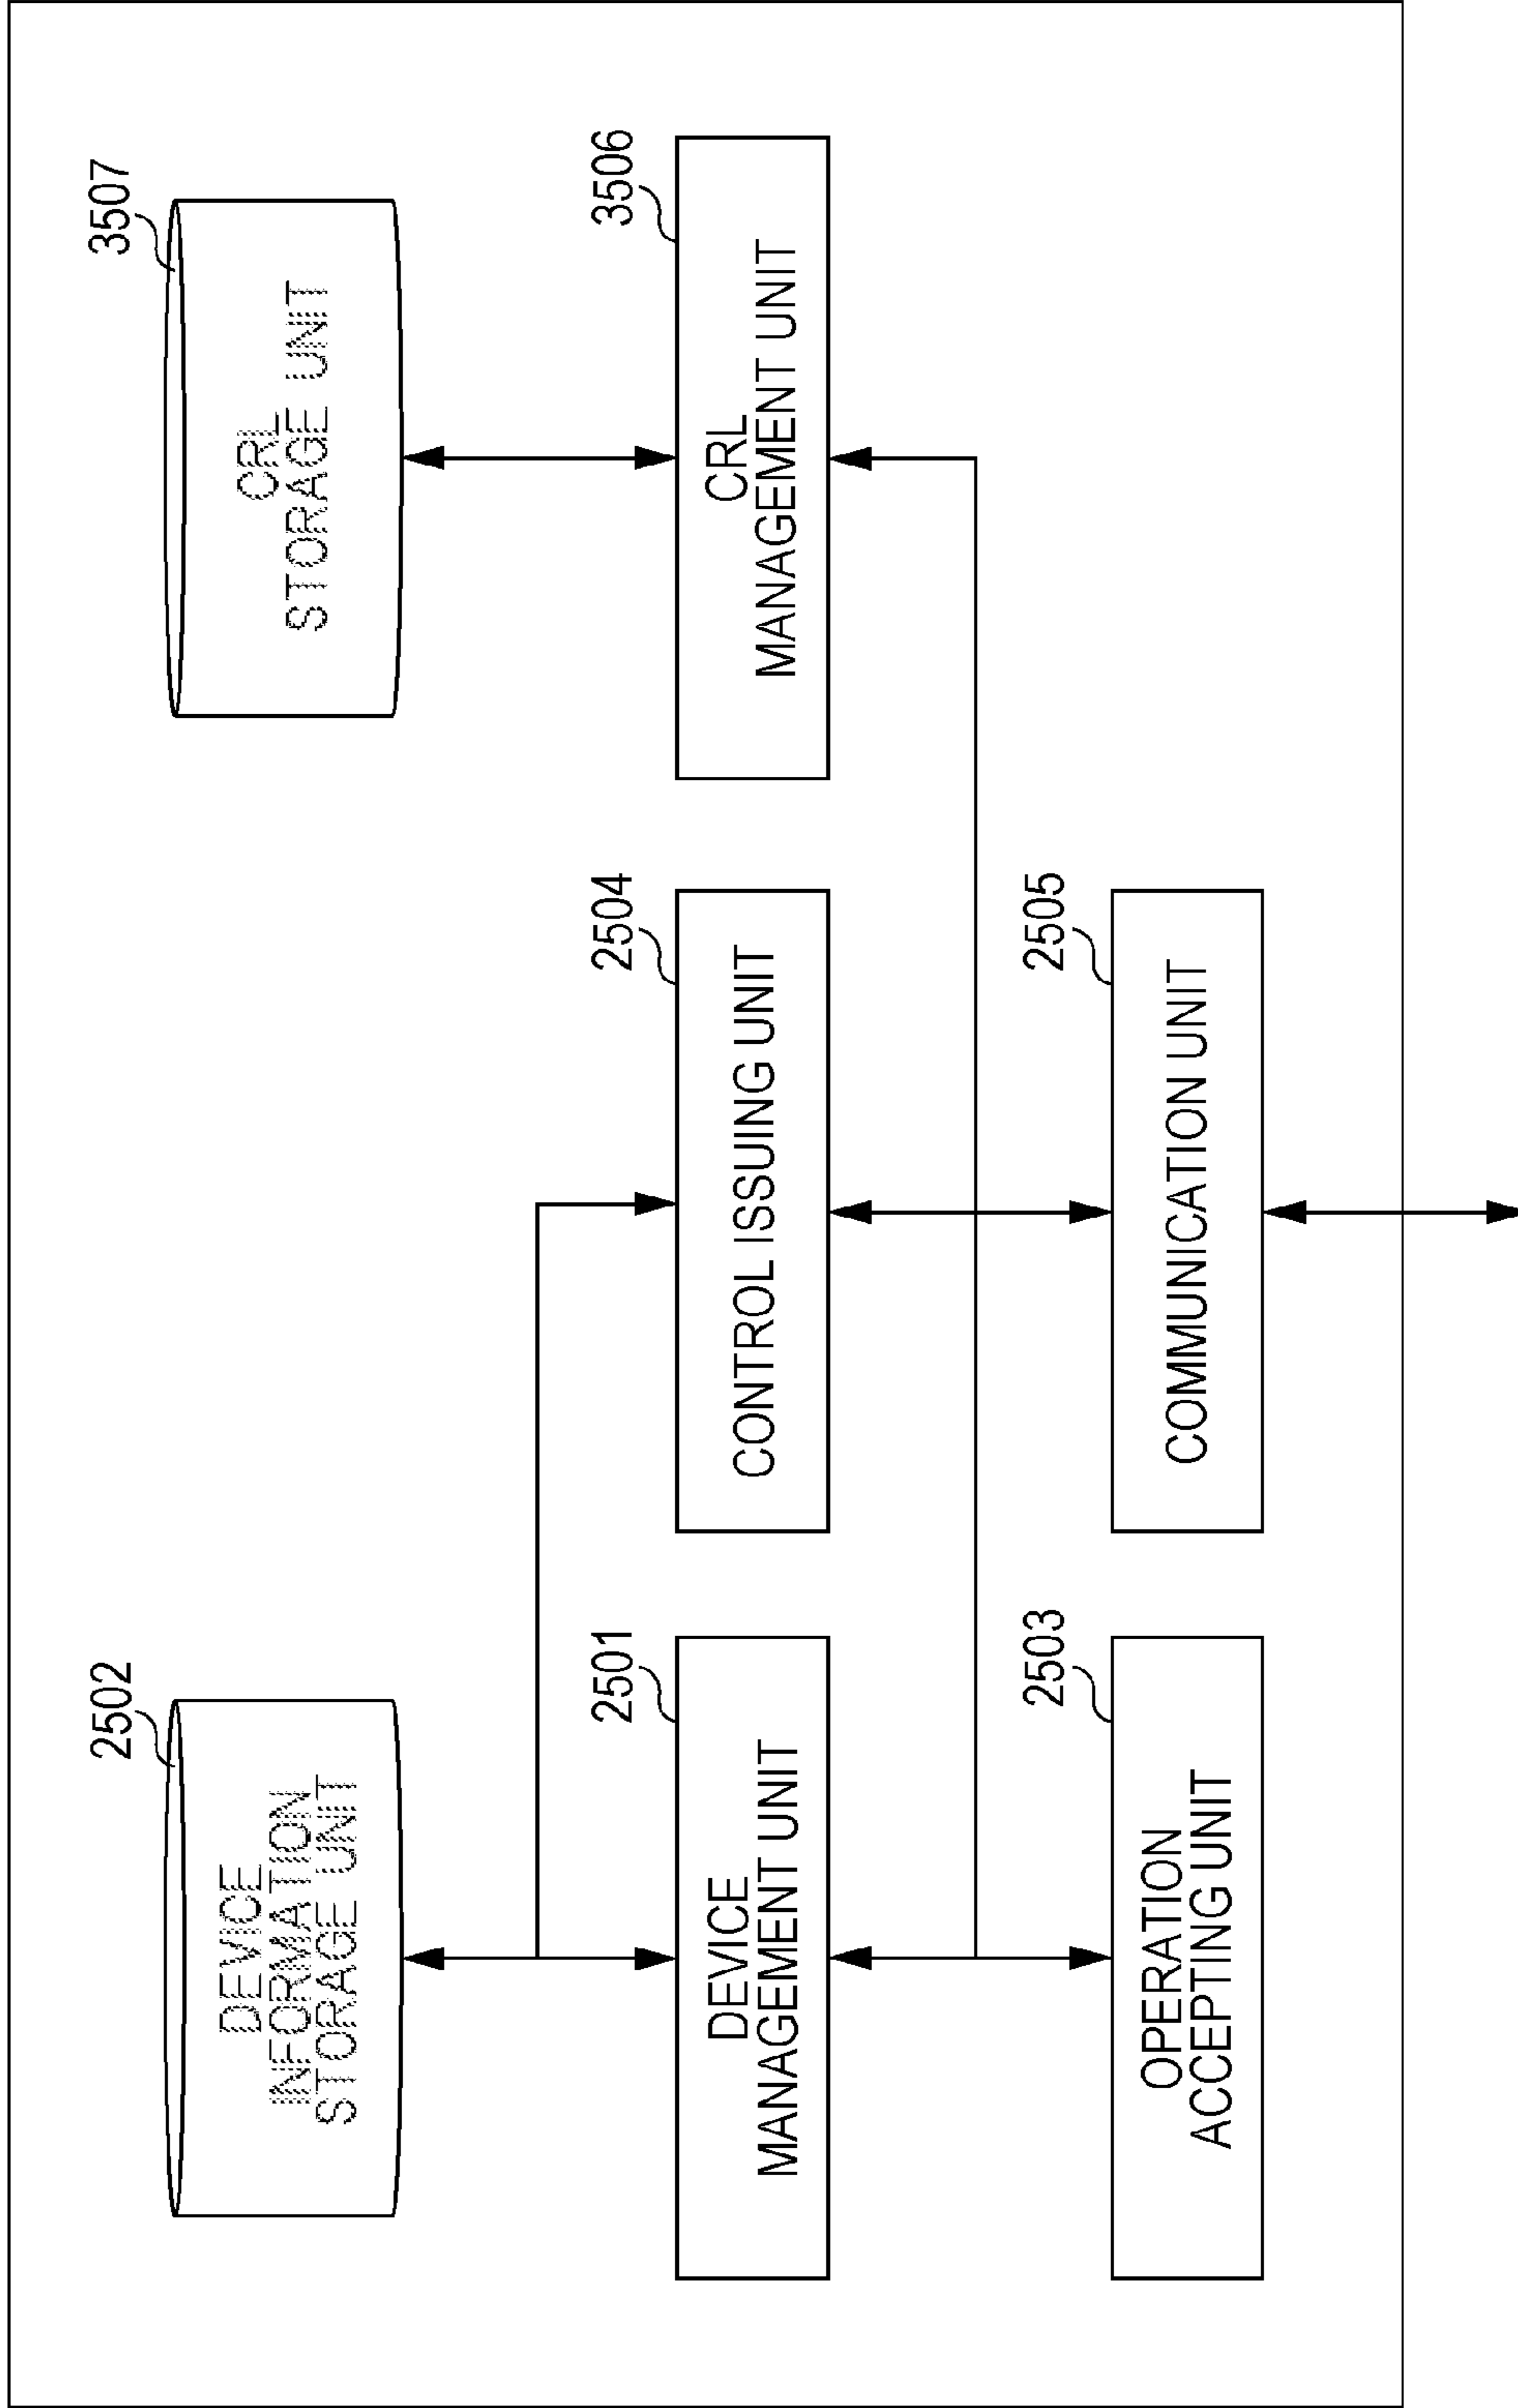 2502
DEVICE
INFORMATION
STORAGE UNIT
3507
CRL
STORAGE UNIT
2501
DEVICE
MANAGEMENT UNIT
2504
CONTROL ISSUING UNIT
3506
CRL
MANAGEMENT UNIT
2503
OPERATION
ACCEPTING UNIT
2505
COMMUNICATION UNIT